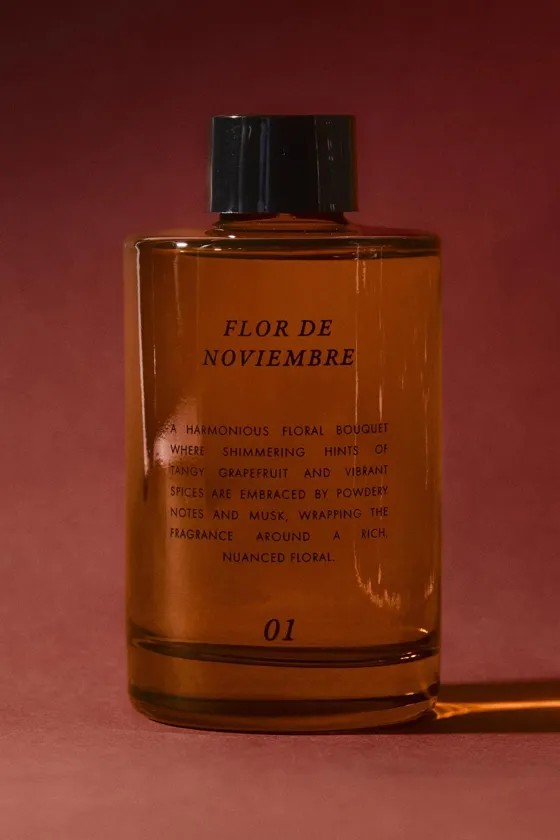 FLOR DE
NOVIEMBRE
A HARMONIOUS FLORAL BOUQUET
WHERE SHIMMERING HINTS OF
TANGY GRAPEFRUIT AND VIBRANT
SPICES ARE EMBRACED BY POWDERY
NOTES AND MUSK, WRAPPING THE
FRAGRANCE AROUND A RICH,
NUANCED FLORAL.
01